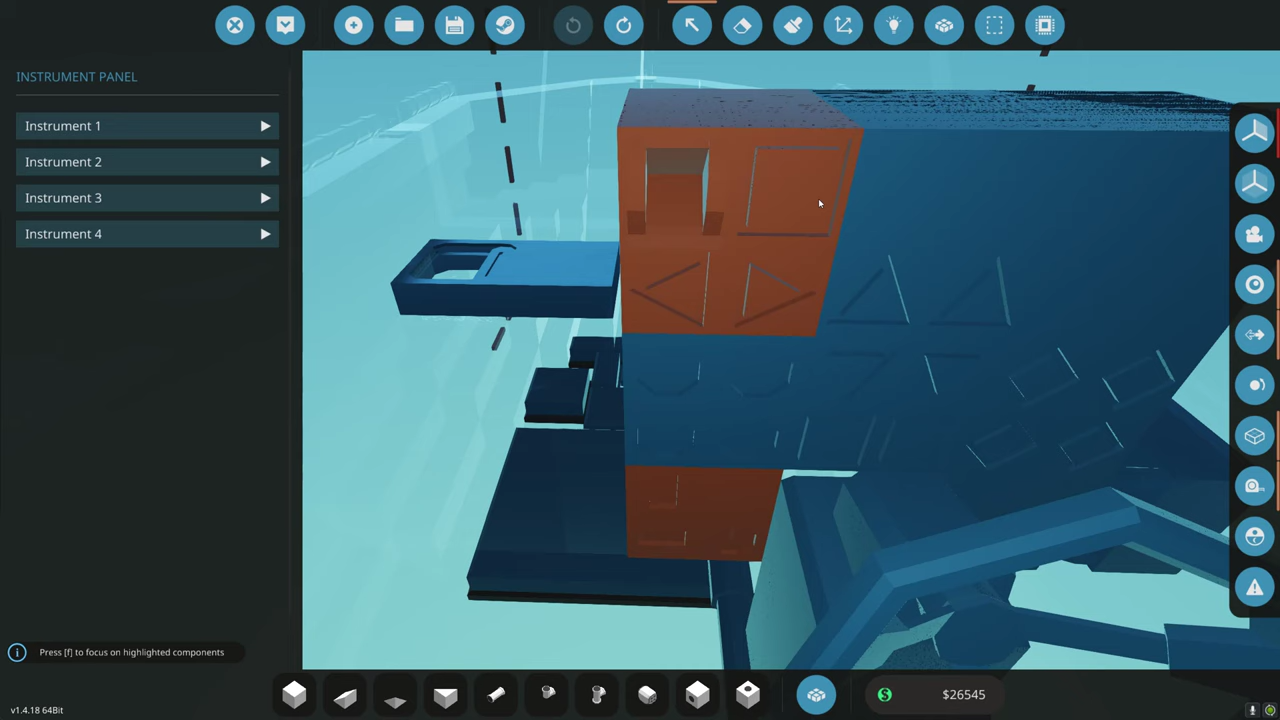 INSTRUMENT PANEL
Instrument 1
Instrument 2
Instrument 3
Instrument 4
Press [f] to focus on highlighted components
$26545
v1.4.18 64Bit